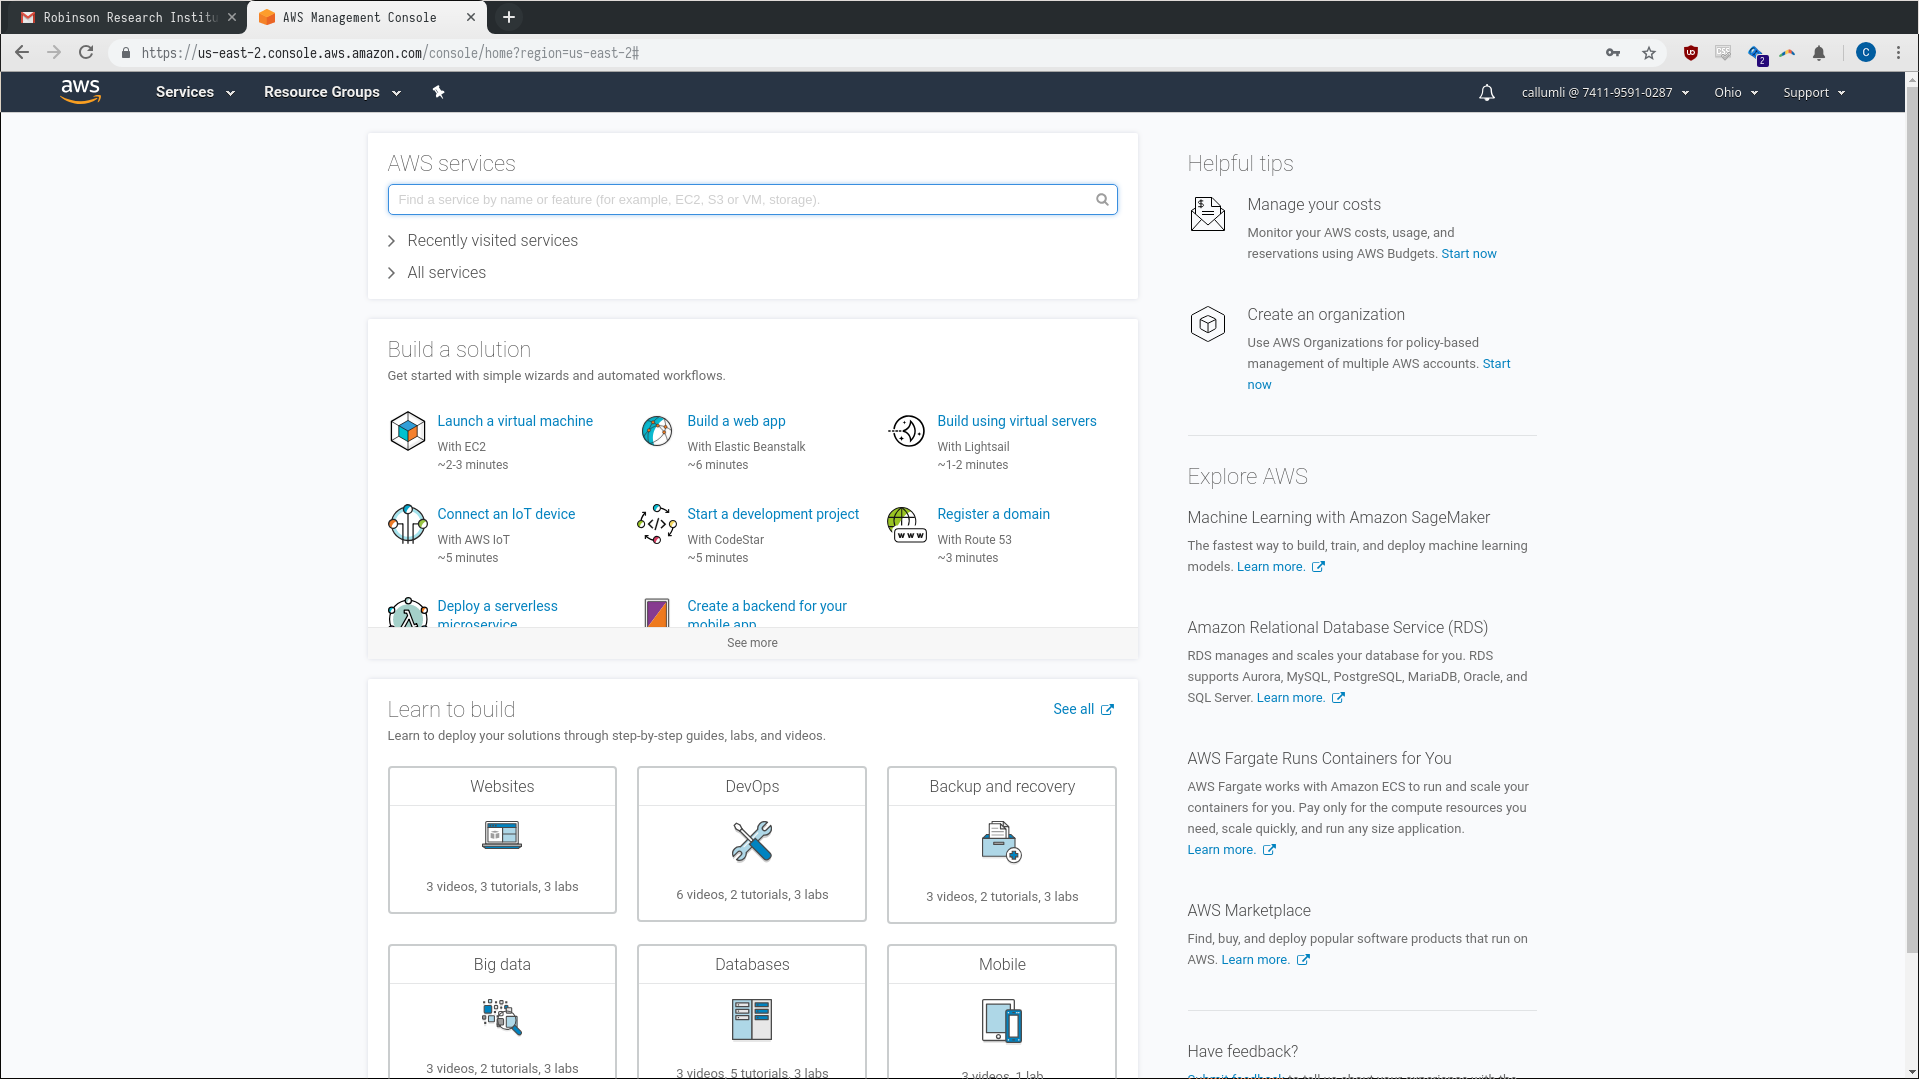 Robinson Research Institu
AWS Management Console
https://us-east-2.console.aws.amazon.com/console/home?region=us-east-2#
2
C
aws
Services
Resource Groups
callumli @ 7411-9591-0287
Ohio
Support
AWS services
Find a service by name or feature (for example, EC2, S3 or VM, storage).
Recently visited services
All services
Build a solution
Get started with simple wizards and automated workflows.
Launch a virtual machine
With EC2
~2-3 minutes
Build a web app
With Elastic Beanstalk
~6 minutes
Build using virtual servers
With Lightsail
~1-2 minutes
Connect an IoT device
With AWS IoT
~5 minutes
Start a development project
With CodeStar
~5 minutes
www
Register a domain
With Route 53
~3 minutes
Deploy a serverless
microservice
Create a backend for your
mobile app
See more
Learn to build
See all
Learn to deploy your solutions through step-by-step guides, labs, and videos.
Websites
3 videos, 3 tutorials, 3 labs
DevOps
6 videos, 2 tutorials, 3 labs
Backup and recovery
3 videos, 2 tutorials, 3 labs
Big data
3 videos, 2 tutorials, 3 labs
Databases
3 videos, 5 tutorials, 3 labs
Mobile
3 videos, 1 lab
Helpful tips
Manage your costs
Monitor your AWS costs, usage, and
reservations using AWS Budgets. Start now
Create an organization
Use AWS Organizations for policy-based
management of multiple AWS accounts. Start
now
Explore AWS
Machine Learning with Amazon SageMaker
The fastest way to build, train, and deploy machine learning
models. Learn more.
Amazon Relational Database Service (RDS)
RDS manages and scales your database for you. RDS
supports Aurora, MySQL, PostgreSQL, MariaDB, Oracle, and
SQL Server. Learn more.
AWS Fargate Runs Containers for You
AWS Fargate works with Amazon ECS to run and scale your
containers for you. Pay only for the compute resources you
need, scale quickly, and run any size application.
Learn more.
AWS Marketplace
Find, buy, and deploy popular software products that run on
AWS. Learn more.
Have feedback?
Submit feedback to tell us about your experience with the